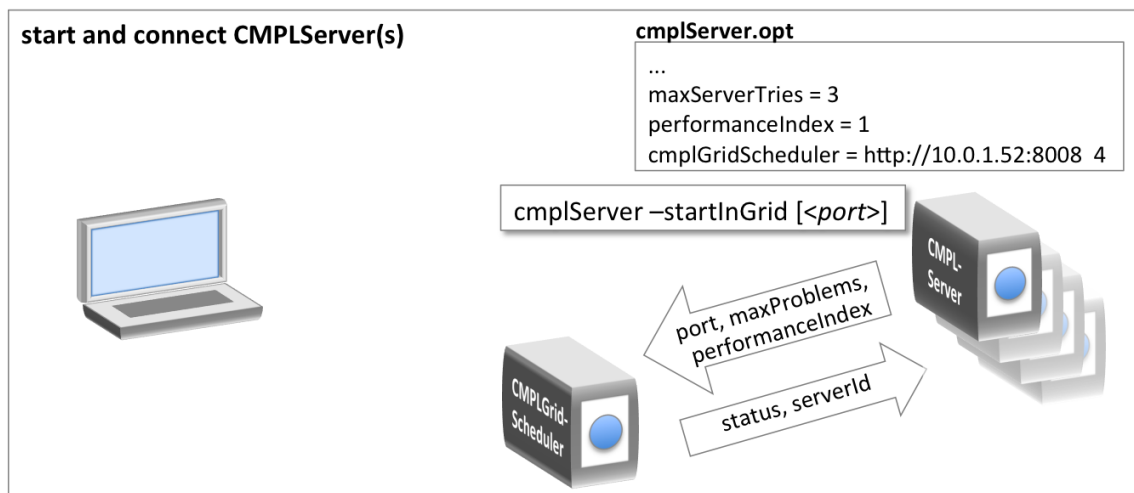 start and connect CMPLServer(s)
cmplServer.opt
...
maxServerTries = 3
performanceIndex = 1
cmplGridScheduler = http://10.0.1.52:8008 4
cmplServer –startInGrid [<port>]
CMPL-
Server
port, maxProblems,
performanceIndex
CMPLGrid-
Scheduler
status, serverId